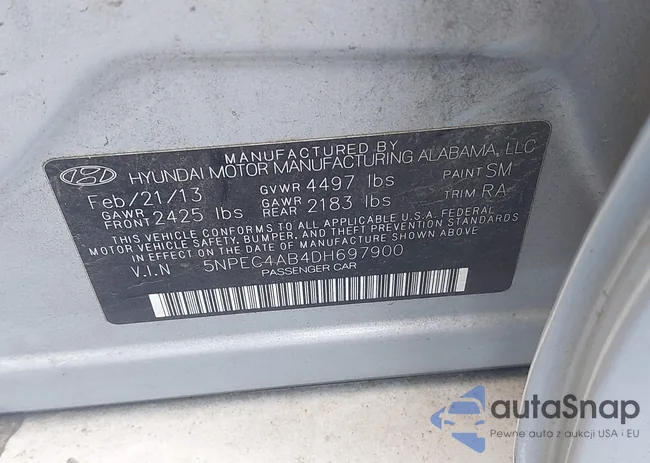 MANUFACTURED BY
HYUNDAI MOTOR MANUFACTURING ALABAMA, LLC
Feb/21/13 GVWR 4497 lbs PAINT SM
GAWR FRONT 2425 lbs GAWR REAR 2183 lbs TRIM RA
THIS VEHICLE CONFORMS TO ALL APPLICABLE U.S.A. FEDERAL
MOTOR VEHICLE SAFETY, BUMPER, AND THEFT PREVENTION STANDARDS
IN EFFECT ON THE DATE OF MANUFACTURE SHOWN ABOVE
V.I.N 5NPEC4AB4DH697900
PASSENGER CAR
autaSnap
Pewne auta z aukcji USA i EU